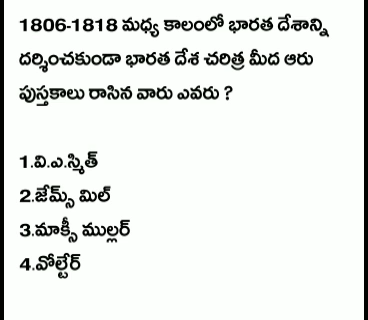 1806-1818 మధ్య కాలంలో భారత దేశాన్ని
దర్శించకుండా భారత దేశ చరిత్ర మీద ఆరు
పుస్తకాలు రాసిన వారు ఎవరు ?
1.వి.ఎ.స్మిత్
2.జేమ్స్ మిల్
3.మాక్సీ ముల్లర్
4.వోల్టేర్